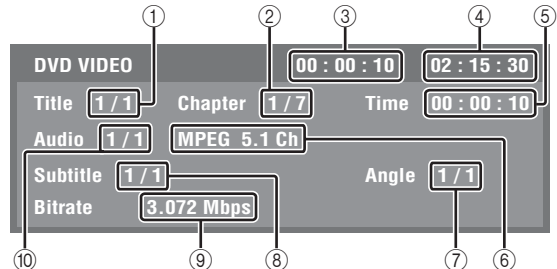 ① ② ③ ④ ⑤
DVD VIDEO 00 : 00 : 10 02 : 15 : 30
Title 1 / 1 Chapter 1 / 7 Time 00 : 00 : 10
Audio 1 / 1 MPEG 5.1 Ch
Subtitle 1 / 1 Angle 1 / 1
Bitrate 3.072 Mbps
⑩ ⑨ ⑧ ⑦ ⑥